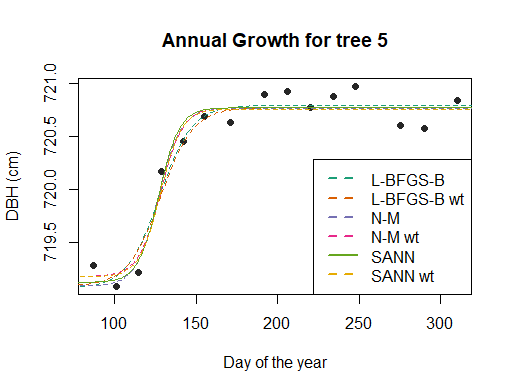 Annual Growth for tree 5
DBH (cm)
721.0
720.5
720.0
719.5
L-BFGS-B
L-BFGS-B wt
N-M
N-M wt
SANN
SANN wt
100 150 200 250 300
Day of the year